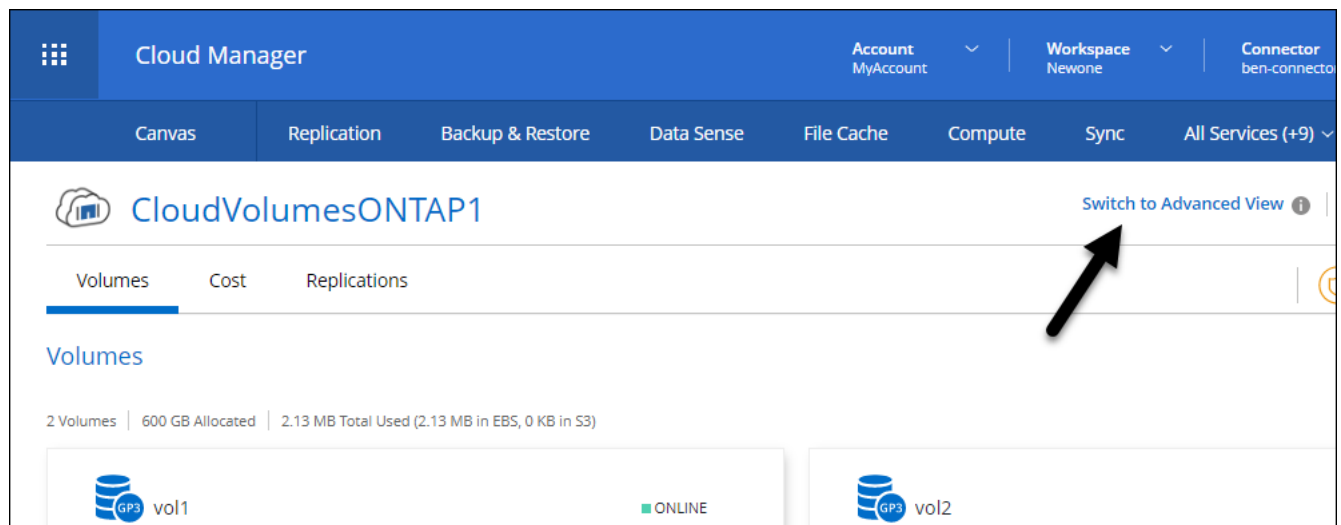 Cloud Manager
Account
MyAccount
Workspace
Newone
Connector
Canvas
Replication
Backup & Restore
Data Sense
File Cache
Compute
Sync
All Services (+9)
CloudVolumesONTAP1
Switch to Advanced View
Volumes
Cost
Replications
Volumes
2 Volumes | 600 GB Allocated | 2.13 MB Total Used (2.13 MB in EBS, 0 KB in S3)
GP3 vol1
ONLINE
GP3 vol2